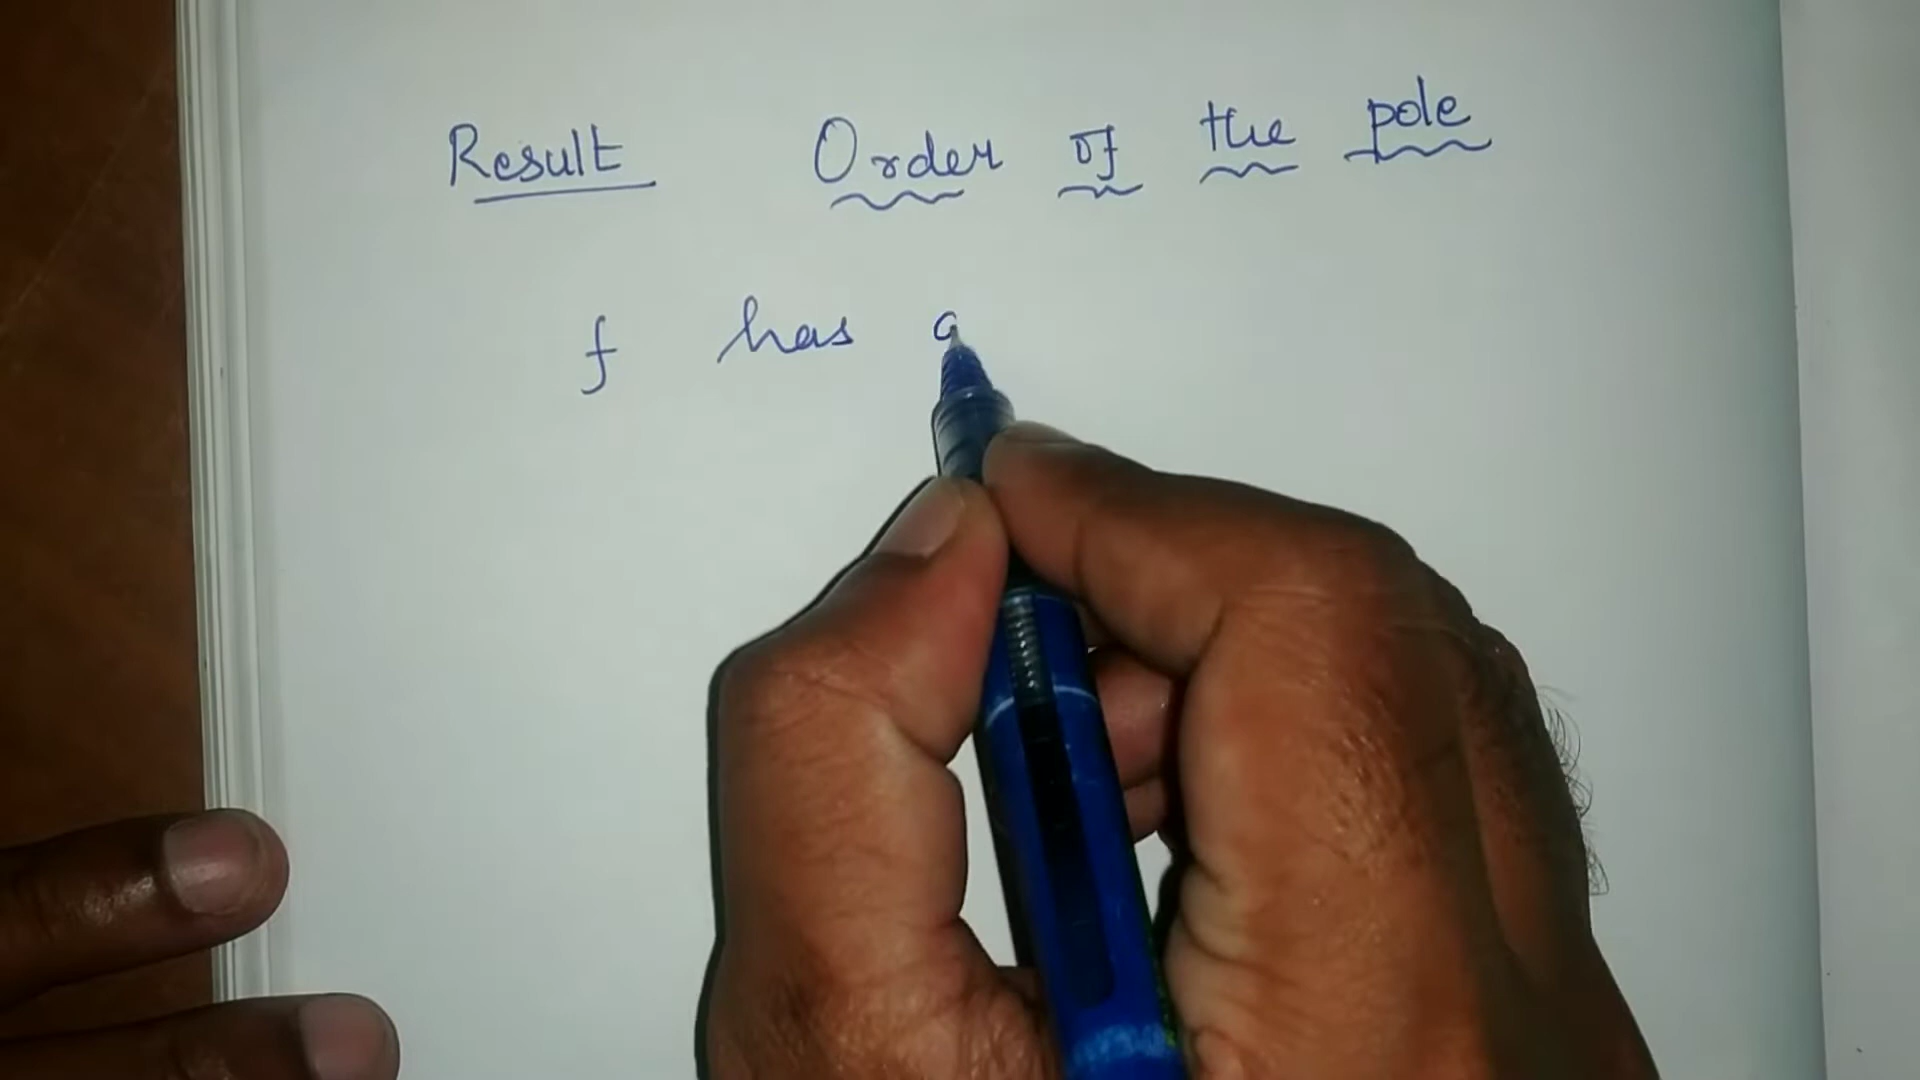 Result Order of the pole
f has a